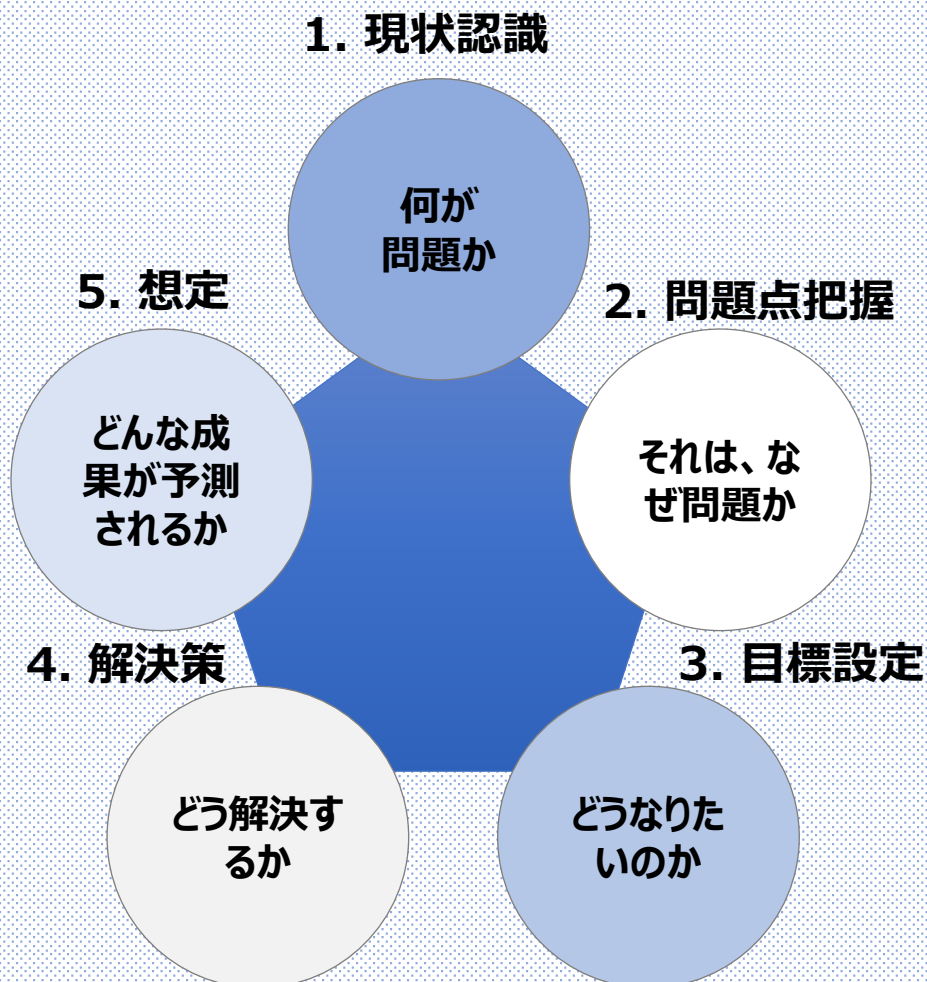 1. 現状認識
何が
問題か
5. 想定
2. 問題点把握
どんな成
果が予測
されるか
それは、な
ぜ問題か
4. 解決策
3. 目標設定
どう解決す
るか
どうなりた
いのか